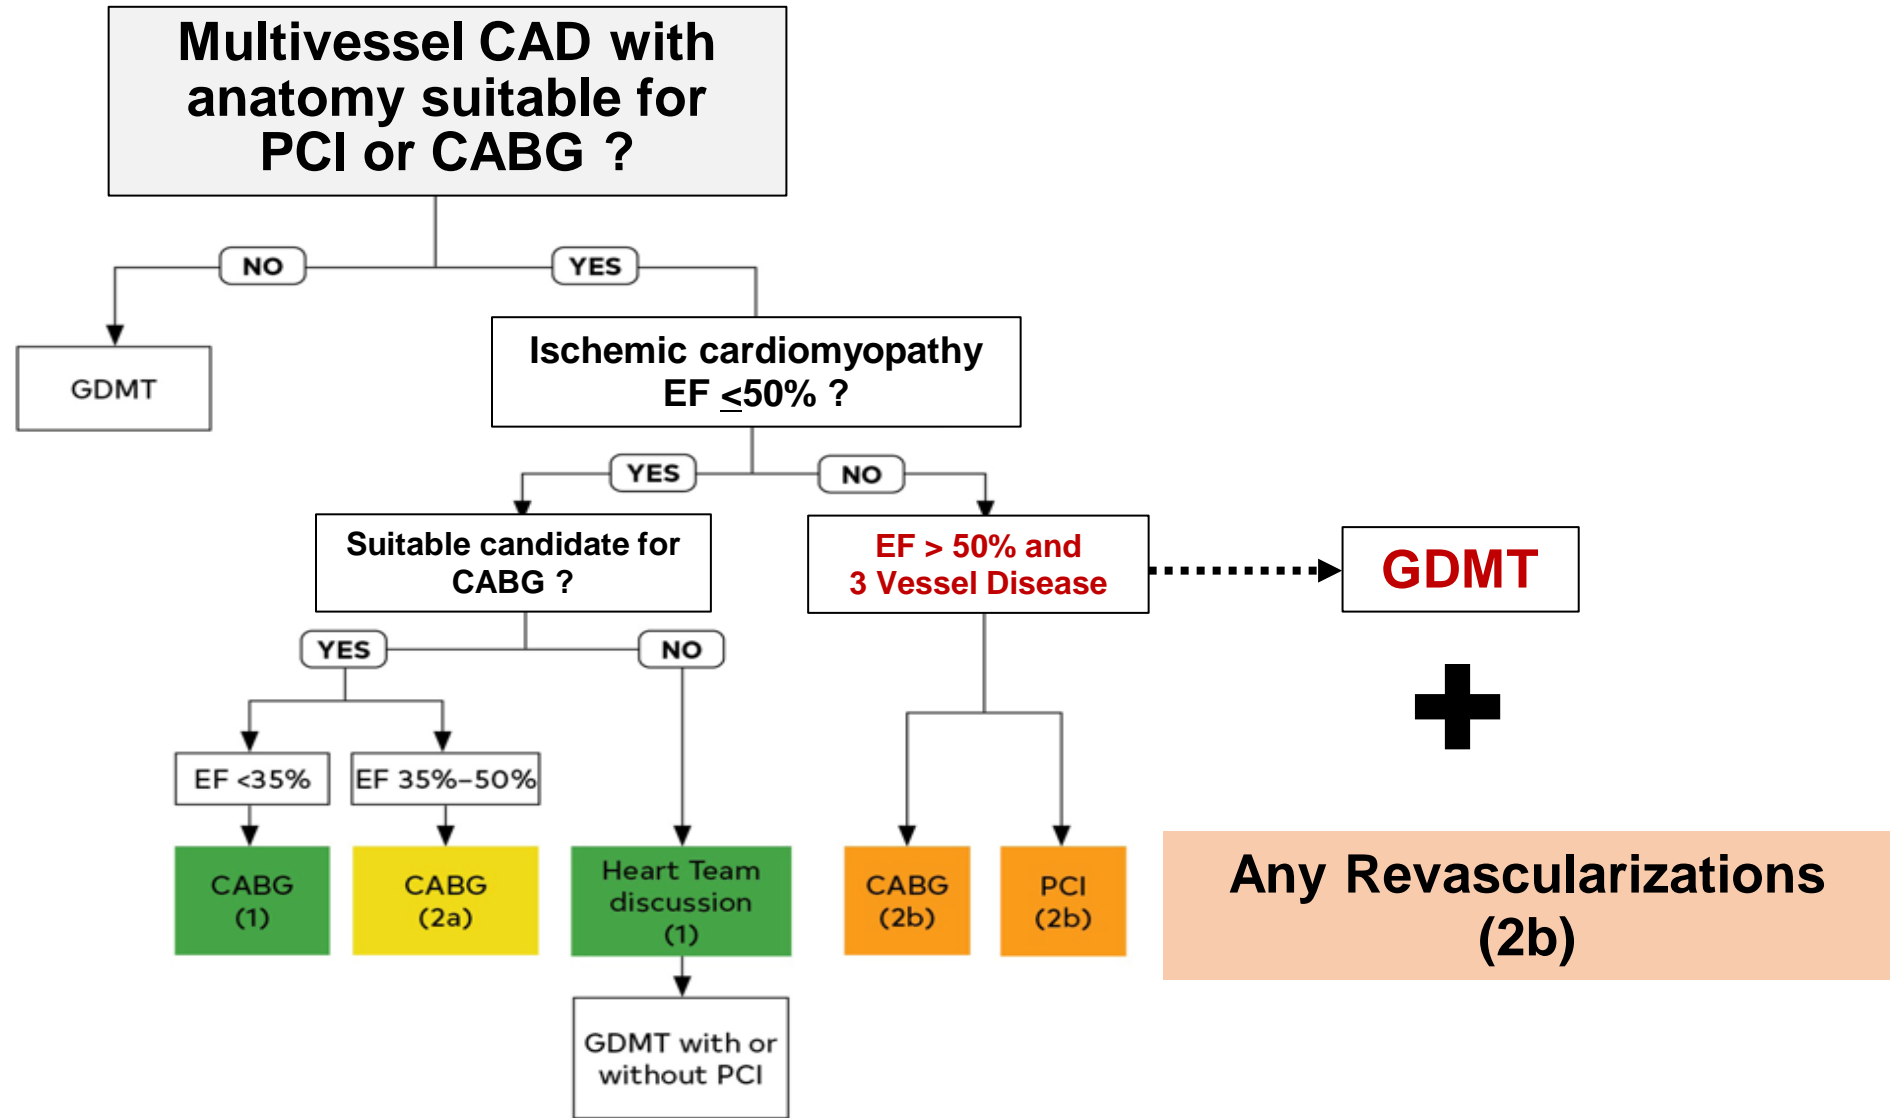 Multivessel CAD with
anatomy suitable for
PCI or CABG ?
NO
YES
GDMT
Ischemic cardiomyopathy
EF ≤50% ?
YES
NO
Suitable candidate for
CABG ?
EF > 50% and
3 Vessel Disease
GDMT
YES
NO
EF <35%
EF 35%–50%
CABG
(1)
CABG
(2a)
Heart Team
discussion
(1)
CABG
(2b)
PCI
(2b)
Any Revascularizations
(2b)
GDMT with or
without PCI